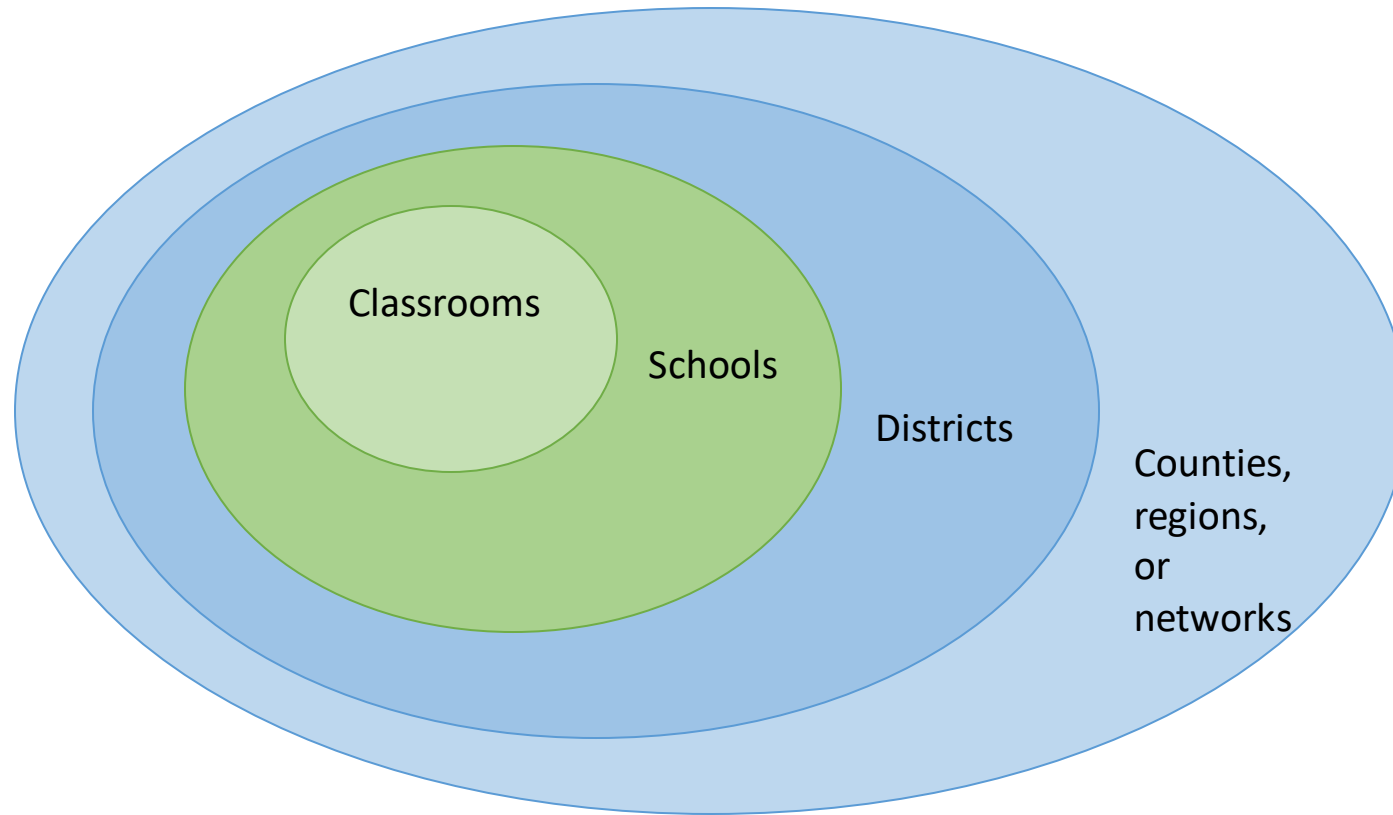 Classrooms
Schools
Districts
Counties,
regions,
or
networks